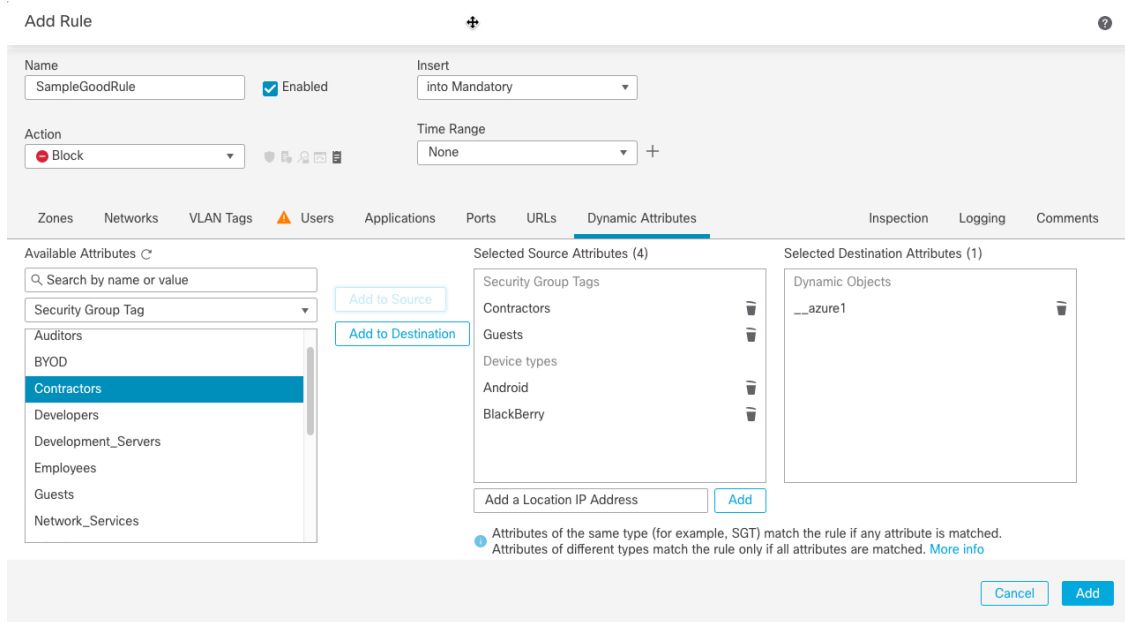 Add Rule
?
Name
Insert
SampleGoodRule
Enabled
into Mandatory
Action
Time Range
Block
None
Zones
Networks
VLAN Tags
Users
Applications
Ports
URLs
Dynamic Attributes
Inspection
Logging
Comments
Available Attributes
Search by name or value
Security Group Tag
Auditors
BYOD
Contractors
Developers
Development_Servers
Employees
Guests
Network_Services
Add to Source
Add to Destination
Selected Source Attributes (4)
Security Group Tags
Contractors
Guests
Device types
Android
BlackBerry
Add a Location IP Address
Add
Selected Destination Attributes (1)
Dynamic Objects
__azure1
Attributes of the same type (for example, SGT) match the rule if any attribute is matched.
Attributes of different types match the rule only if all attributes are matched. More info
Cancel
Add